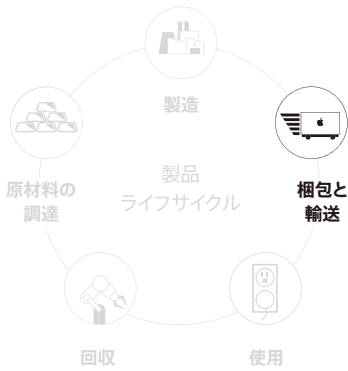 製造
原材料の
調達
製品
ライフサイクル
梱包と
輸送
回収
使用